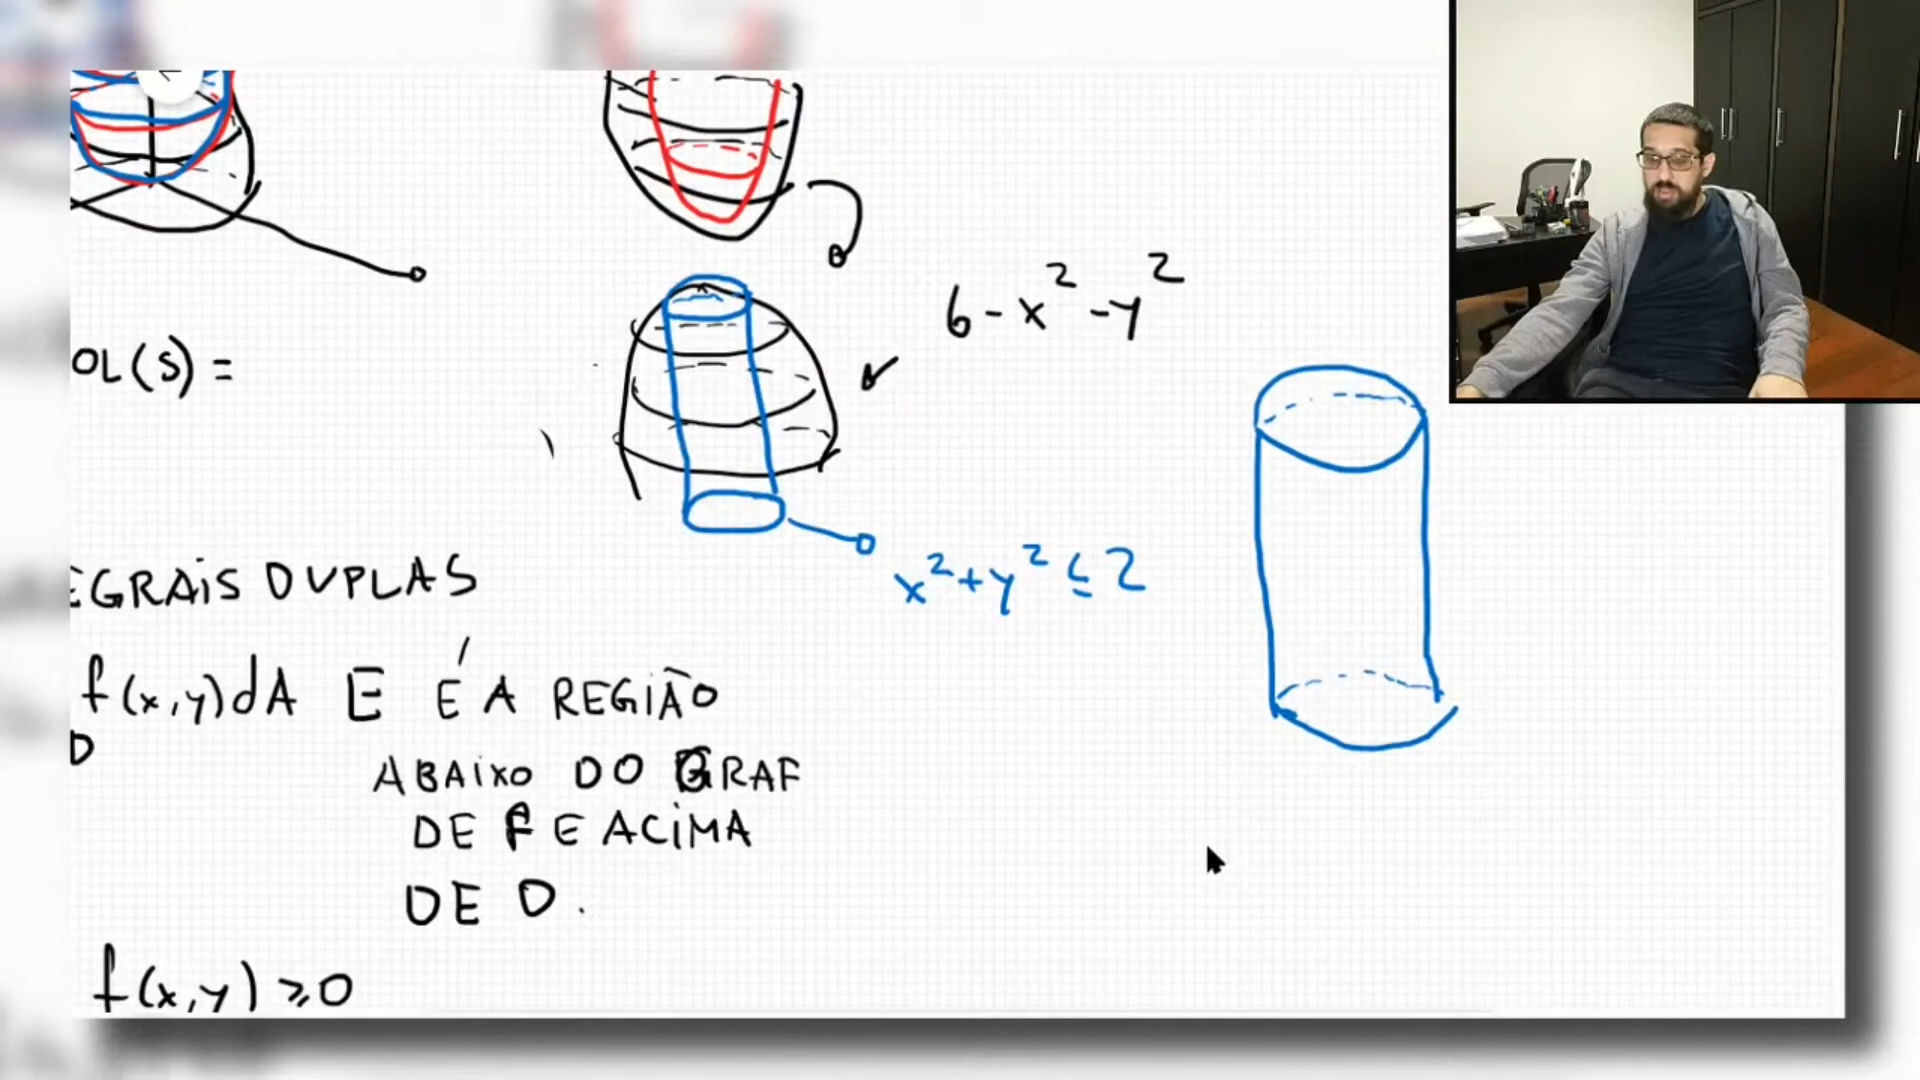 6-x²-y²
OL(S)=
x²+y²≤2
EGRAIS DUPLAS
f(x,y)dA E É A REGIÃO
D
ABAIXO DO GRAF
DE F E ACIMA
DE D.
f(x,y)≥0